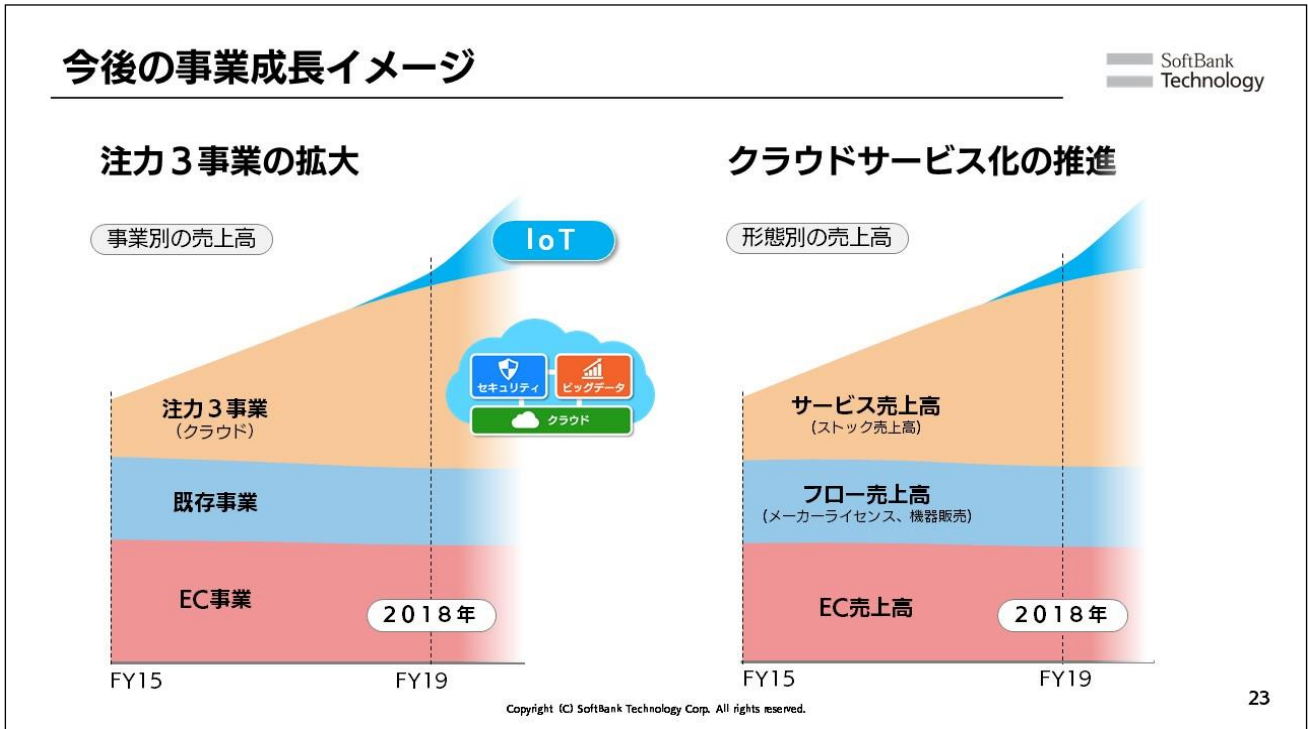 今後の事業成長イメージ
SoftBank
Technology
注力３事業の拡大
事業別の売上高
IoT
セキュリティ
ビッグデータ
クラウド
注力３事業
（クラウド）
既存事業
EC事業
２０１８年
FY15
FY19
クラウドサービス化の推進
形態別の売上高
サービス売上高
(ストック売上高)
フロー売上高
(メーカーライセンス、機器販売)
EC売上高
２０１８年
FY15
FY19
Copyright (C) SoftBank Technology Corp. All rights reserved.
23